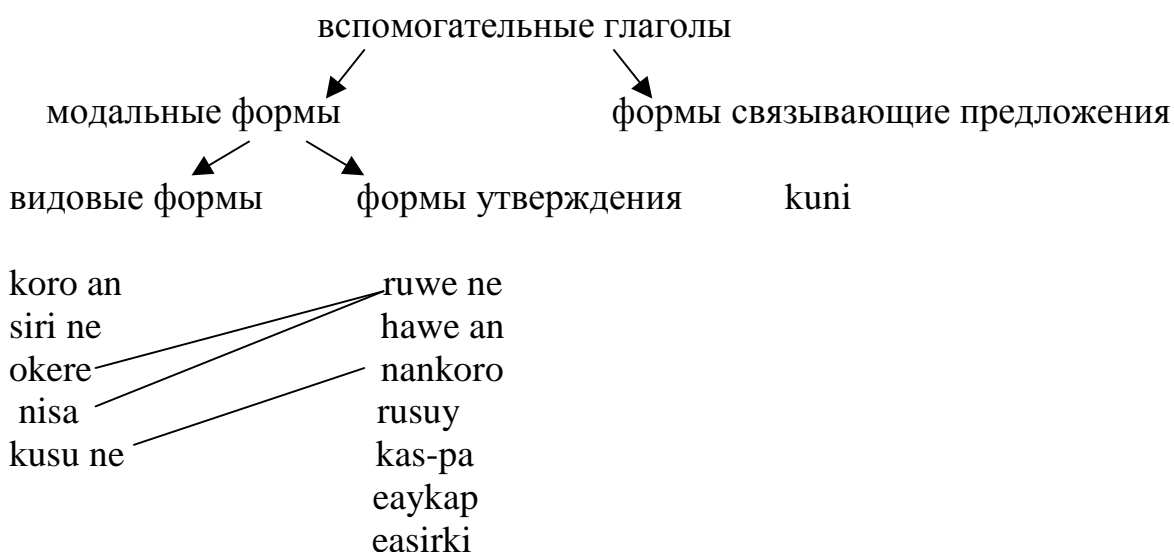 вспомогательные глаголы
модальные формы формы связывающие предложения
видовые формы формы утверждения kuni
koro an ruwe ne
siri ne hawe an
okere nankoro
nisa rusuy
kusu ne kas-pa
eaykap
easirki